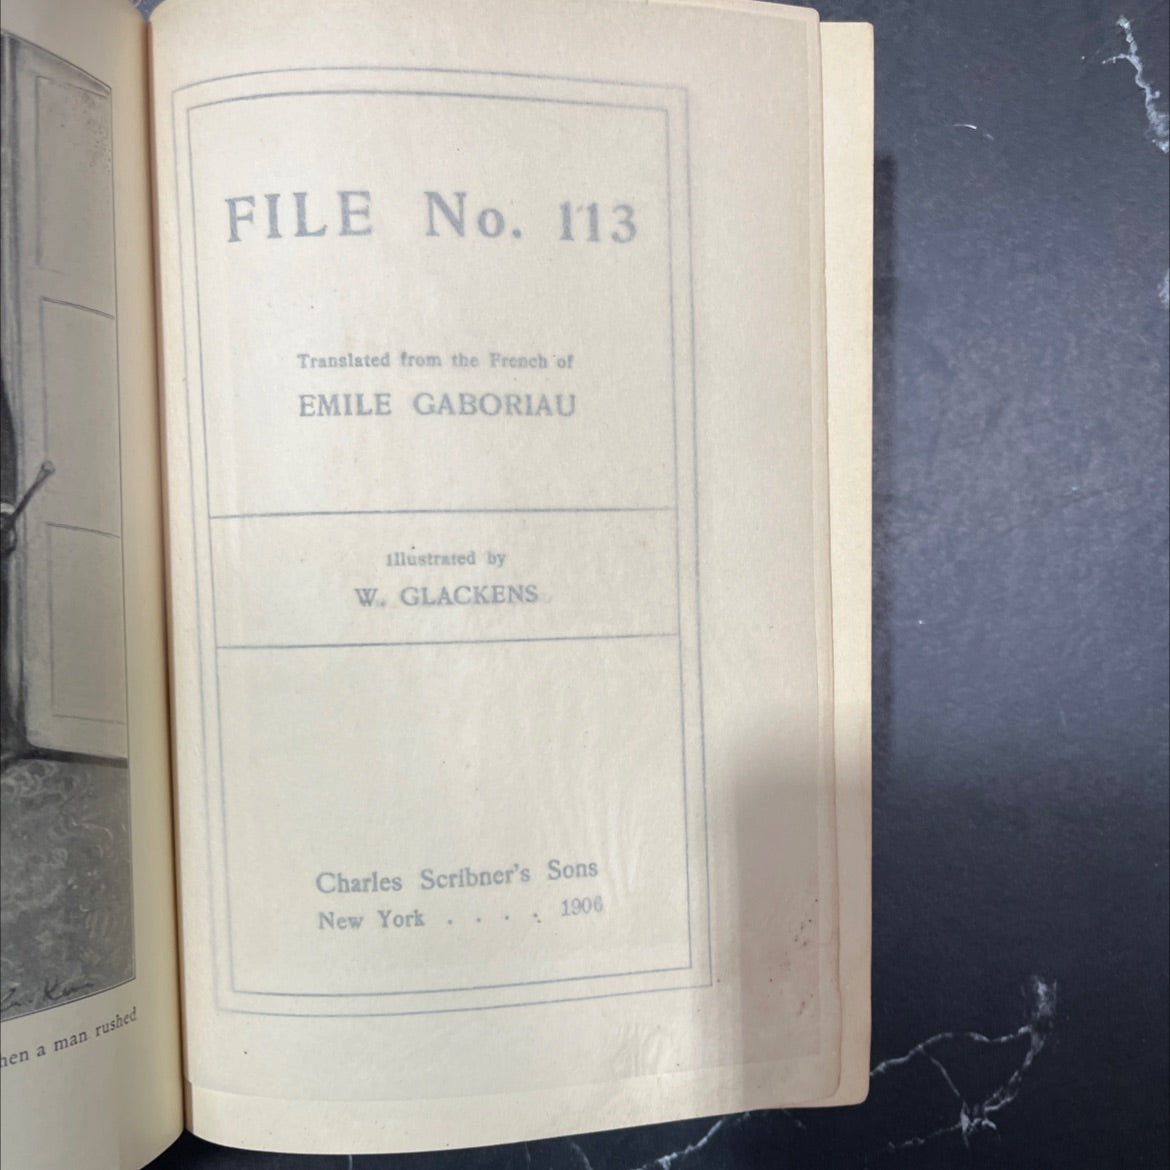 hen a man rushed
FILE No. 113
Translated from the French of
EMILE GABORIAU
Illustrated by
W. GLACKENS
Charles Scribner's Sons
New York . . . . 1906